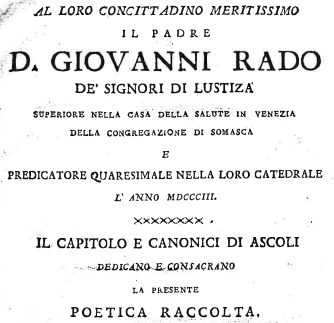 AL LORO CONCITTADINO MERITISSIMO
IL PADRE
D. GIOVANNI RADO
DE' SIGNORI DI LUSTIZA'
SUPERIORE NELLA CASA DELLA SALUTE IN VENEZIA
DELLA CONGREGAZIONE DI SOMASCA
E
PREDICATORE QUARESIMALE NELLA LORO CATEDRALE
L' ANNO MDCCCIII.
IL CAPITOLO E CANONICI DI ASCOLI
DEDICANO E CONSACRANO
LA PRESENTE
POETICA RACCOLTA.